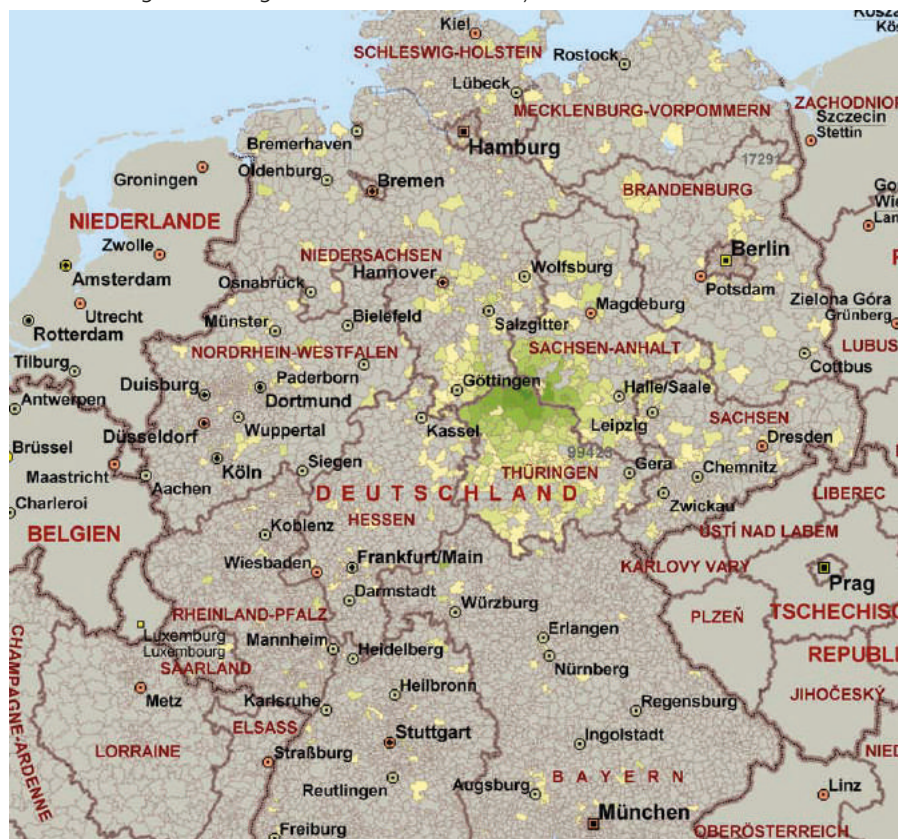 Kiel
SCHLESWIG-HOLSTEIN
Rostock
Lübeck
MECKLENBURG-VORPOMMERN
Szczecin
Stettin
Bremerhaven
Hamburg
Groningen
Oldenburg
Bremen
17291
BRANDENBURG
NIEDERLANDE
Zwolle
NIEDERSACHSEN
Hannover
Wolfsburg
Berlin
Amsterdam
Osnabrück
Potsdam
Utrecht
Magdeburg
Zielona Góra
Grünberg
Rotterdam
Münster
Bielefeld
Salzgitter
Tilburg
NORDRHEIN-WESTFALEN
SACHSEN-ANHALT
LUBUS
Cottbus
Duisburg
Paderborn
Göttingen
Halle/Saale
Antwerpen
Dortmund
Leipzig
SACHSEN
Düsseldorf
Wuppertal
Kassel
Brüssel
Dresden
Maastricht
Köln
Siegen
THÜRINGEN
Gera
Chemnitz
Aachen
Zwickau
Charleroi
DEUTSCHLAND
LIBEREC
BELGIEN
Koblenz
HESSEN
ÚSTÍ NAD LABEM
Wiesbaden
Frankfurt/Main
KARLOVY VARY
Prag
Darmstadt
RHEINLAND-PFALZ
Würzburg
PLZEŇ
TSCHECHISC
Luxemburg
Luxembourg
Mannheim
Erlangen
SAARLAND
Heidelberg
Nürnberg
REPUBL
Metz
Heilbronn
JIHOČESKÝ
Karlsruhe
Regensburg
ELSASS
CHAMPAGNE-ARDENNE
LORRAINE
Stuttgart
Ingolstadt
Straßburg
Reutlingen
Augsburg
BAYERN
Linz
München
Freiburg
OBERÖSTERREICH